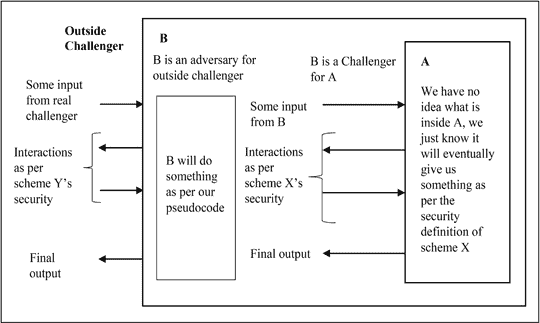 Outside
Challenger
Some input
from real
challenger
Interactions
as per
scheme Y's
security
Final
output
B
B is an adversary for
outside challenger
B will do
something
as per our
pseudocode
B is a Challenger
for A
Some input
from B
Interactions
as per
scheme X's
security
Final output
A
We have no
idea what is
inside A, we
just know it
will eventually
give us
something as
per the
security
definition of
scheme X